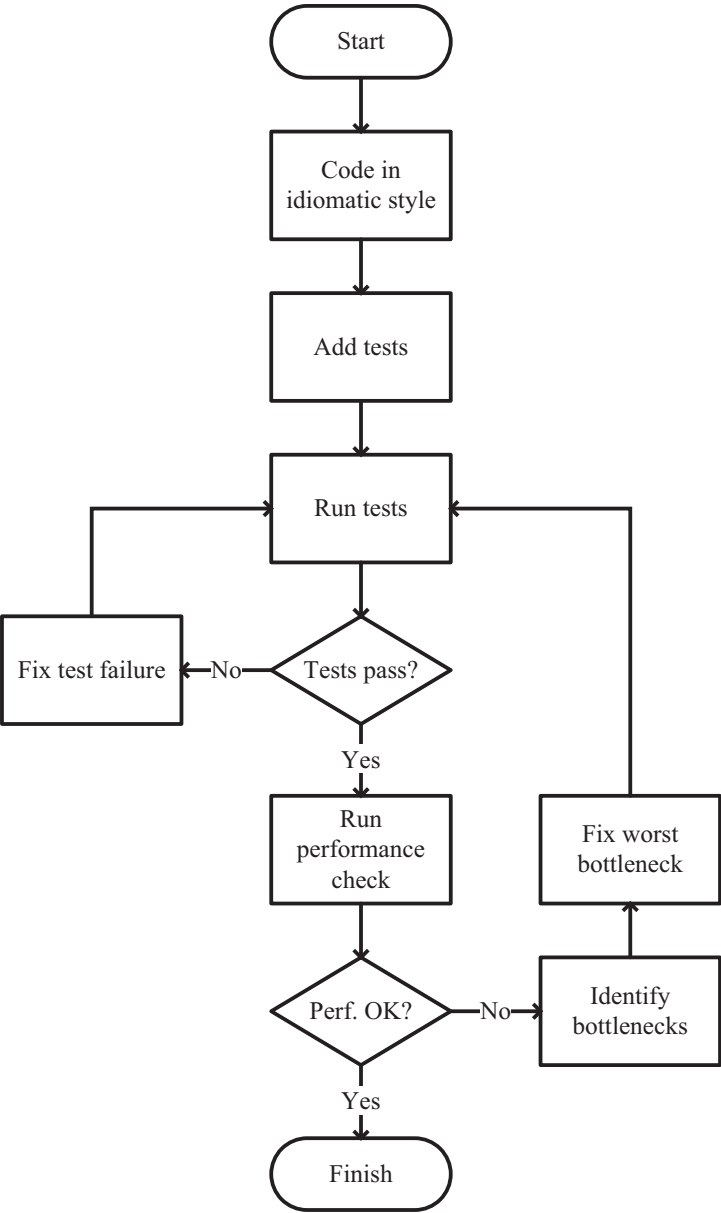 Start
Code in
idiomatic style
Add tests
Run tests
Fix test failure
No
Tests pass?
Yes
Run
performance
check
Fix worst
bottleneck
Perf. OK?
No
Identify
bottlenecks
Yes
Finish